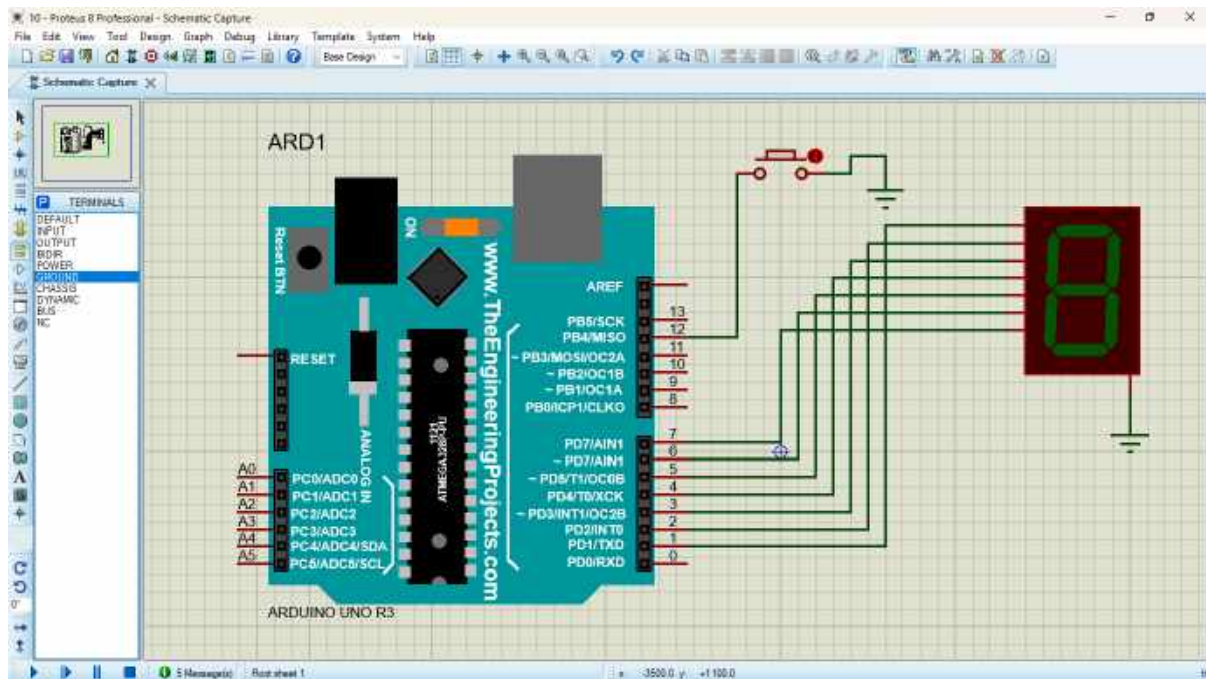 10 - Proteus 8 Professional - Schematic Capture
File Edit View Tool Design Graph Debug Library Template System Help
Base Design
Schematic Capture
P TERMINALS
DEFAULT
INPUT
OUTPUT
BIDIR
POWER
GROUND
CHASSIS
DYNAMIC
BUS
NC
ARD1
Reset BTN
ON
www.TheEngineeringProjects.com
RESET
ANALOG IN
ATMEGA328P
1121
AREF
13
PB5/SCK
12
PB4/MISO
11
~ PB3/MOSI/OC2A
10
~ PB2/OC1B
9
~ PB1/OC1A
8
PB0/ICP1/CLKO
7
PD7/AIN1
6
~ PD7/AIN1
5
~ PD5/T1/OC0B
4
PD4/T0/XCK
3
~ PD3/INT1/OC2B
2
PD2/INT0
1
PD1/TXD
0
PD0/RXD
A0
PC0/ADC0
A1
PC1/ADC1
A2
PC2/ADC2
A3
PC3/ADC3
A4
PC4/ADC4/SDA
A5
PC5/ADC5/SCL
ARDUINO UNO R3
0°
5 Message(s)
Root sheet 1
x -3500.0 y +1100.0